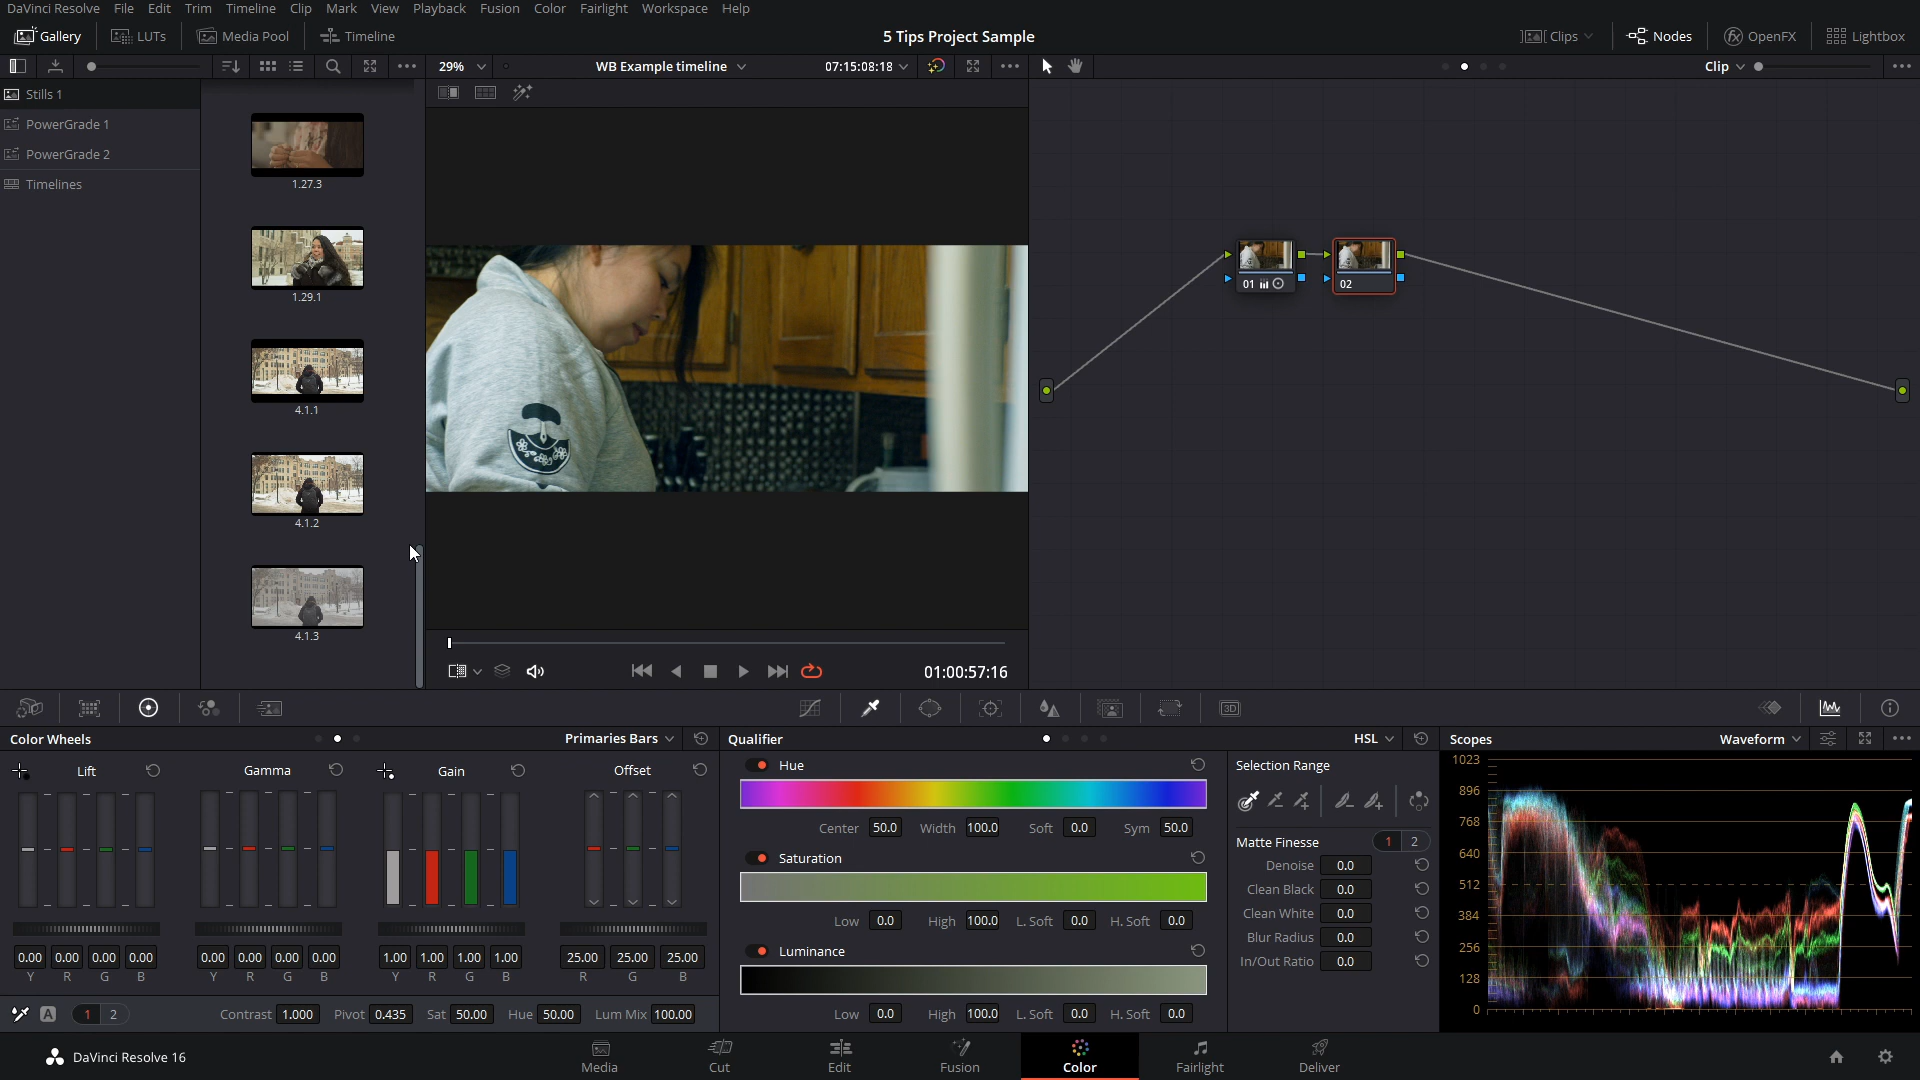 DaVinci Resolve File Edit Trim Timeline Clip Mark View Playback Fusion Color Fairlight Workspace Help
Gallery LUTs Media Pool Timeline 5 Tips Project Sample Clips Nodes OpenFX Lightbox
29% WB Example timeline 07:15:08:18 Clip
Stills 1
PowerGrade 1
PowerGrade 2
Timelines
1.27.3
1.29.1
4.1.1
4.1.2
4.1.3
01 02
01:00:57:16
3D
Color Wheels Primaries Bars Qualifier HSL Scopes Waveform
Lift Gamma Gain Offset
0.00 0.00 0.00 0.00 0.00 0.00 0.00 0.00 1.00 1.00 1.00 1.00 25.00 25.00 25.00
Y R G B Y R G B Y R G B R G B
A 1 2 Contrast 1.000 Pivot 0.435 Sat 50.00 Hue 50.00 Lum Mix 100.00
Hue
Center 50.0 Width 100.0 Soft 0.0 Sym 50.0
Saturation
Low 0.0 High 100.0 L. Soft 0.0 H. Soft 0.0
Luminance
Low 0.0 High 100.0 L. Soft 0.0 H. Soft 0.0
Selection Range
Matte Finesse 1 2
Denoise 0.0
Clean Black 0.0
Clean White 0.0
Blur Radius 0.0
In/Out Ratio 0.0
1023
896
768
640
512
384
256
128
0
DaVinci Resolve 16 Media Cut Edit Fusion Color Fairlight Deliver